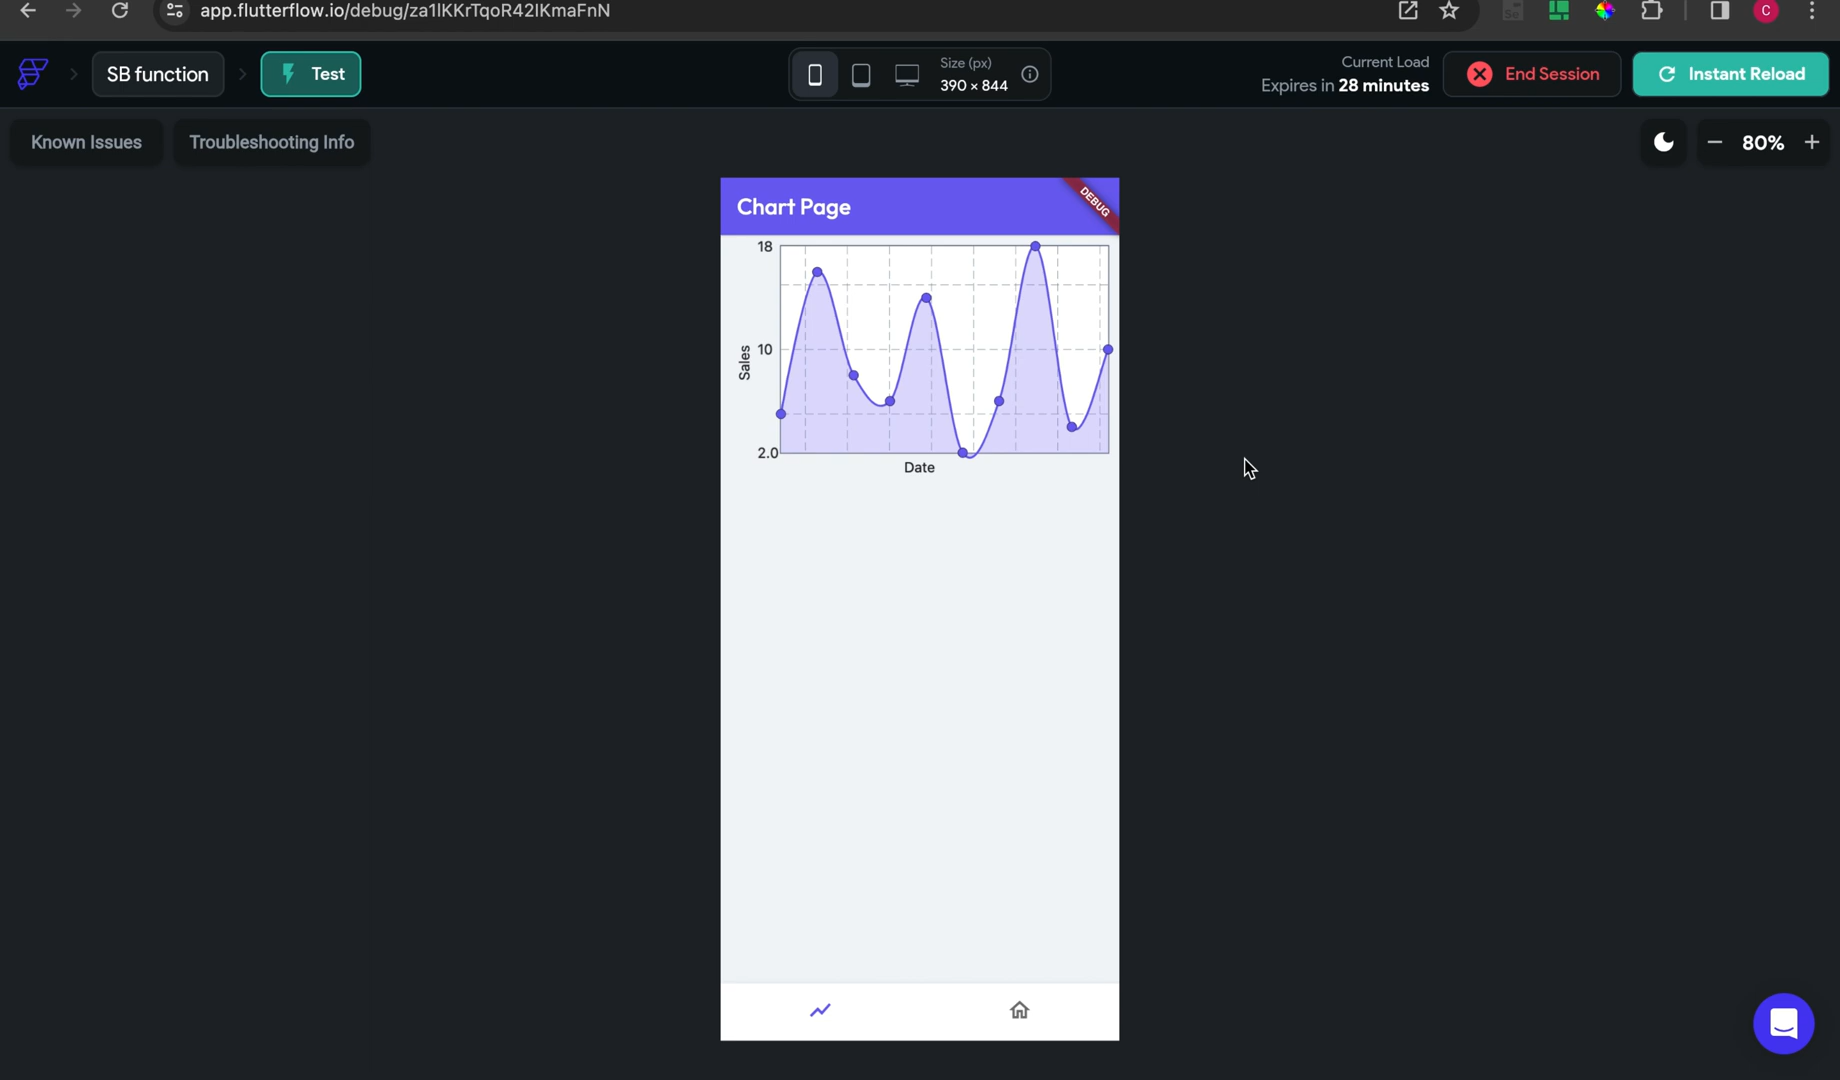 app.flutterflow.io/debug/za1lKKrTqoR42IKmaFnN
C
SB function
Test
Size (px)
390 × 844
Current Load
Expires in 28 minutes
End Session
Instant Reload
Known Issues
Troubleshooting Info
80%
Chart Page
DEBUG
18
10
2.0
Sales
Date